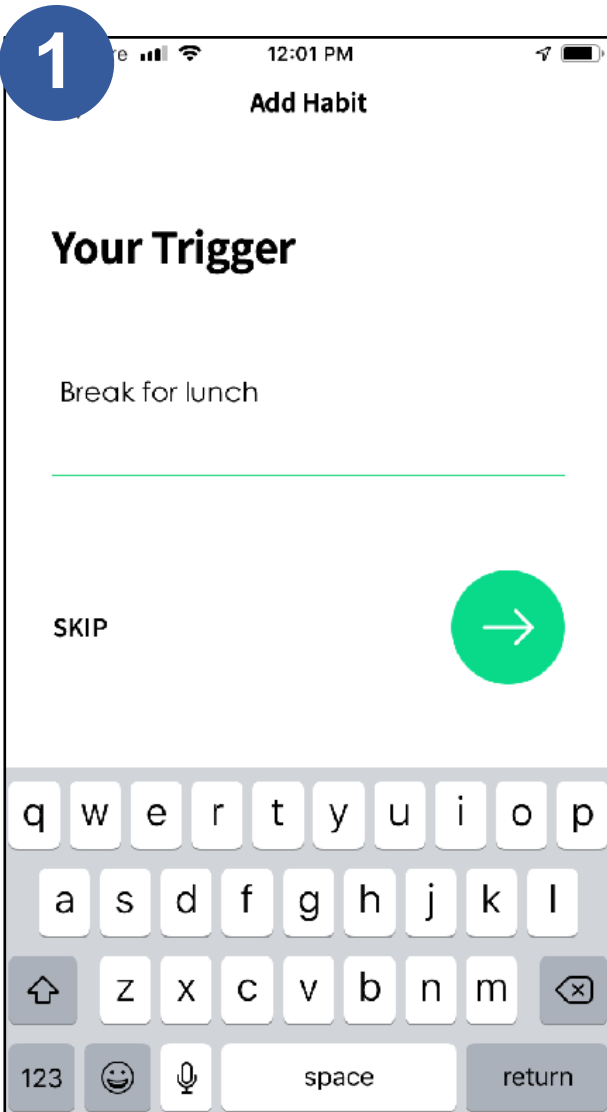 1
12:01 PM
Add Habit
Your Trigger
Break for lunch
SKIP
q w e r t y u i o p
a s d f g h j k l
z x c v b n m
123 space return